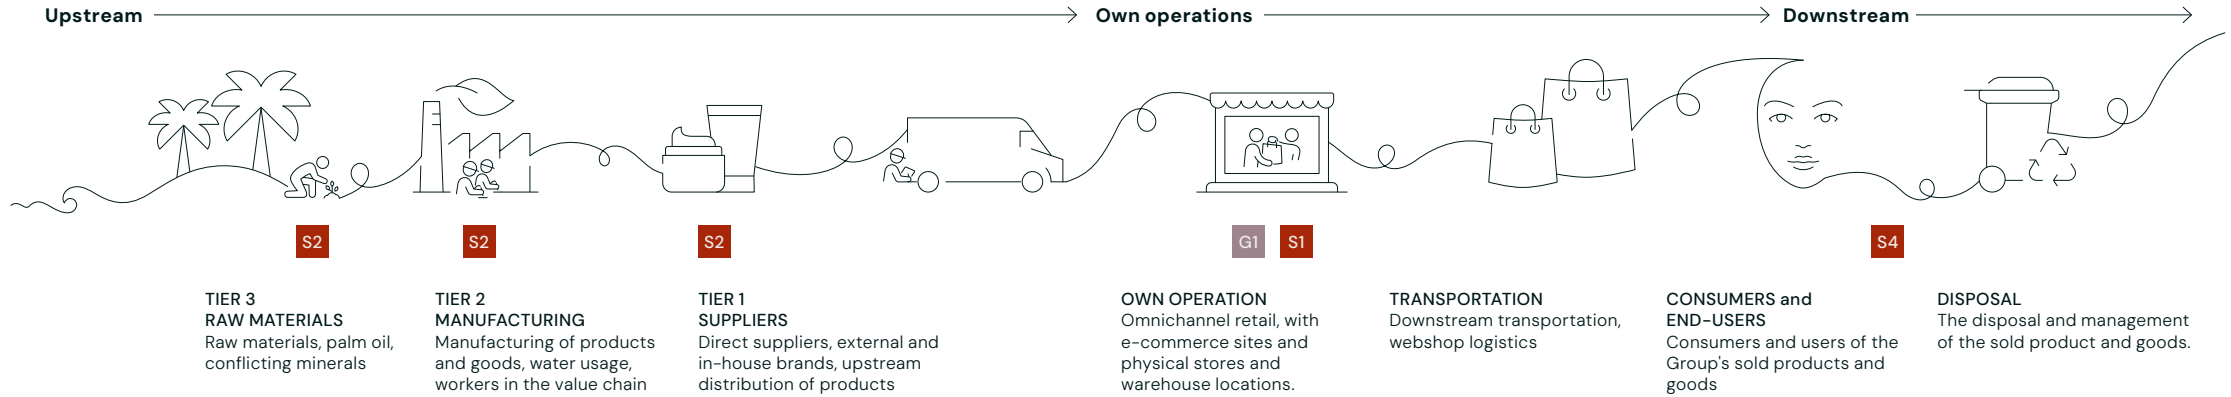 Upstream
Own operations
Downstream
S2
S2
S2
G1
S1
S4
TIER 3
RAW MATERIALS
Raw materials, palm oil,
conflicting minerals
TIER 2
MANUFACTURING
Manufacturing of products
and goods, water usage,
workers in the value chain
TIER 1
SUPPLIERS
Direct suppliers, external and
in-house brands, upstream
distribution of products
OWN OPERATION
Omnichannel retail, with
e-commerce sites and
physical stores and
warehouse locations.
TRANSPORTATION
Downstream transportation,
webshop logistics
CONSUMERS and
END-USERS
Consumers and users of the
Group's sold products and
goods
DISPOSAL
The disposal and management
of the sold product and goods.